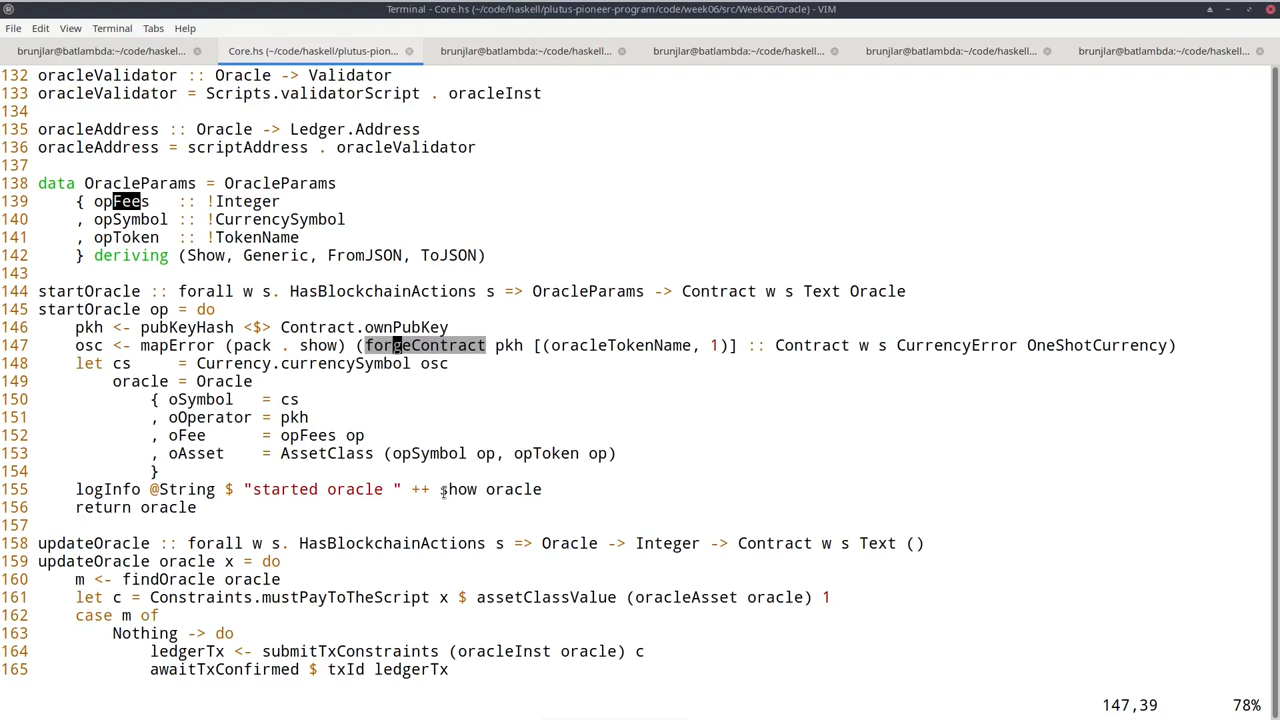 Terminal - Core.hs (~/code/haskell/plutus-pioneer-program/code/week06/src/Week06/Oracle) - VIM
File Edit View Terminal Tabs Help
brunjlar@batlambda:~/code/haskell... Core.hs (~/code/haskell/plutus-pion... brunjlar@batlambda:~/code/haskell... brunjlar@batlambda:~/code/haskell... brunjlar@batlambda:~/code/haskell... brunjlar@batlambda:~/code/haskell...
132 oracleValidator :: Oracle -> Validator
133 oracleValidator = Scripts.validatorScript . oracleInst
134
135 oracleAddress :: Oracle -> Ledger.Address
136 oracleAddress = scriptAddress . oracleValidator
137
138 data OracleParams = OracleParams
139     { opFees   :: !Integer
140     , opSymbol :: !CurrencySymbol
141     , opToken  :: !TokenName
142     } deriving (Show, Generic, FromJSON, ToJSON)
143
144 startOracle :: forall w s. HasBlockchainActions s => OracleParams -> Contract w s Text Oracle
145 startOracle op = do
146     pkh <- pubKeyHash <$> Contract.ownPubKey
147     osc <- mapError (pack . show) (forgeContract pkh [(oracleTokenName, 1)] :: Contract w s CurrencyError OneShotCurrency)
148     let cs     = Currency.currencySymbol osc
149         oracle = Oracle
150             { oSymbol   = cs
151             , oOperator = pkh
152             , oFee      = opFees op
153             , oAsset    = AssetClass (opSymbol op, opToken op)
154             }
155     logInfo @String $ "started oracle " ++ show oracle
156     return oracle
157
158 updateOracle :: forall w s. HasBlockchainActions s => Oracle -> Integer -> Contract w s Text ()
159 updateOracle oracle x = do
160     m <- findOracle oracle
161     let c = Constraints.mustPayToTheScript x $ assetClassValue (oracleAsset oracle) 1
162     case m of
163         Nothing -> do
164             ledgerTx <- submitTxConstraints (oracleInst oracle) c
165             awaitTxConfirmed $ txId ledgerTx
147,39 78%